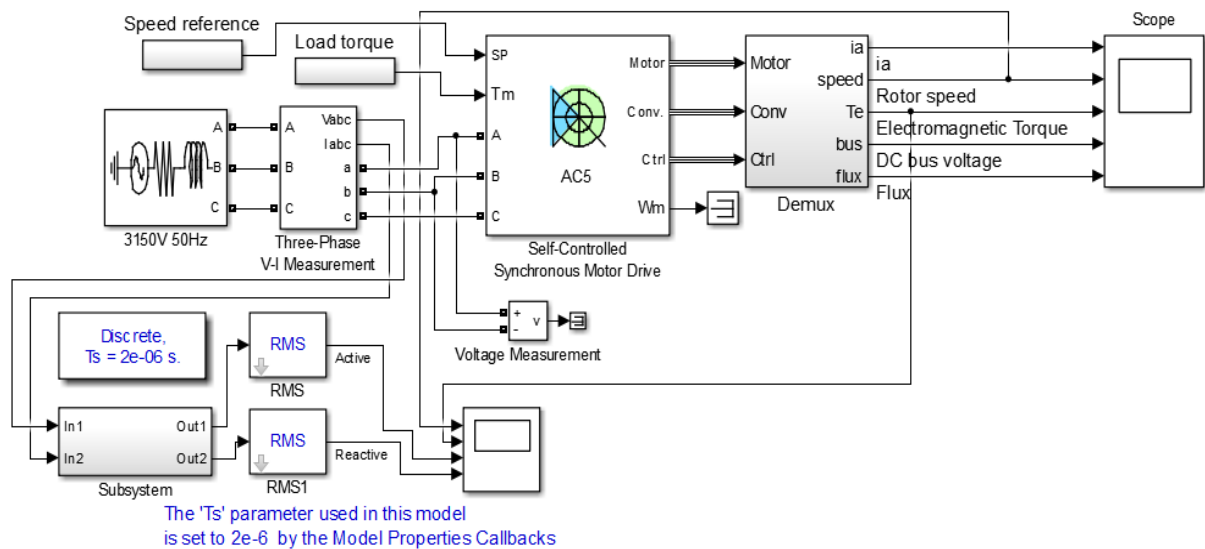 Speed reference
Load torque
Scope
SP
Tm
A
B
C
AC5
Motor
Conv.
Ctrl
Wm
Self-Controlled
Synchronous Motor Drive
Motor
Conv
Ctrl
ia
speed
Te
bus
flux
Demux
ia
Rotor speed
Electromagnetic Torque
DC bus voltage
Flux
A
B
C
3150V 50Hz
A
B
C
Vabc
Iabc
a
b
c
Three-Phase
V-I Measurement
+
-
v
Voltage Measurement
Discrete,
Ts = 2e-06 s.
RMS
Active
RMS
In1
In2
Out1
Out2
Subsystem
RMS
Reactive
RMS1
The 'Ts' parameter used in this model
is set to 2e-6 by the Model Properties Callbacks